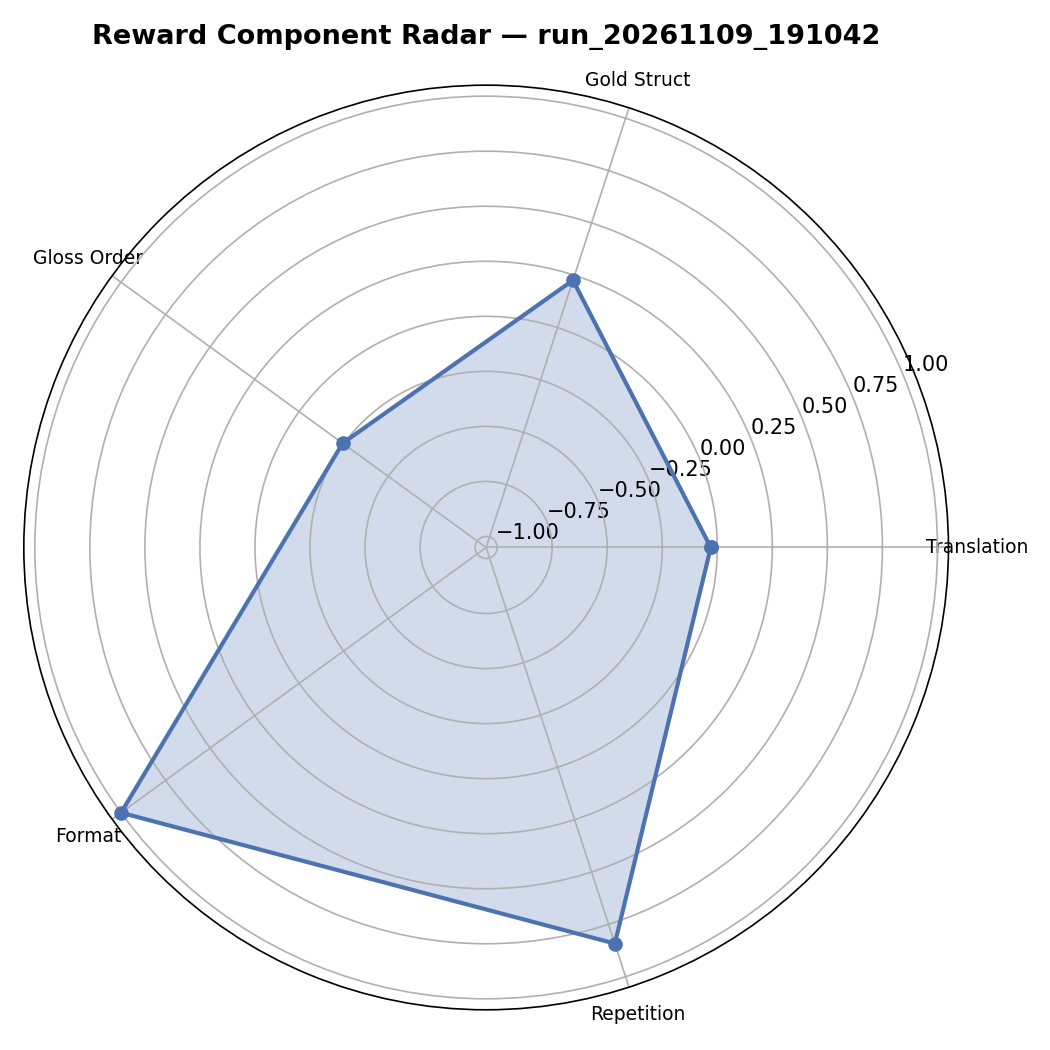 Reward Component Radar — run_20261109_191042
Gold Struct
Gloss Order
1.00
0.75
0.50
0.25
0.00
−0.25
−0.50
−0.75
−1.00
Translation
Format
Repetition